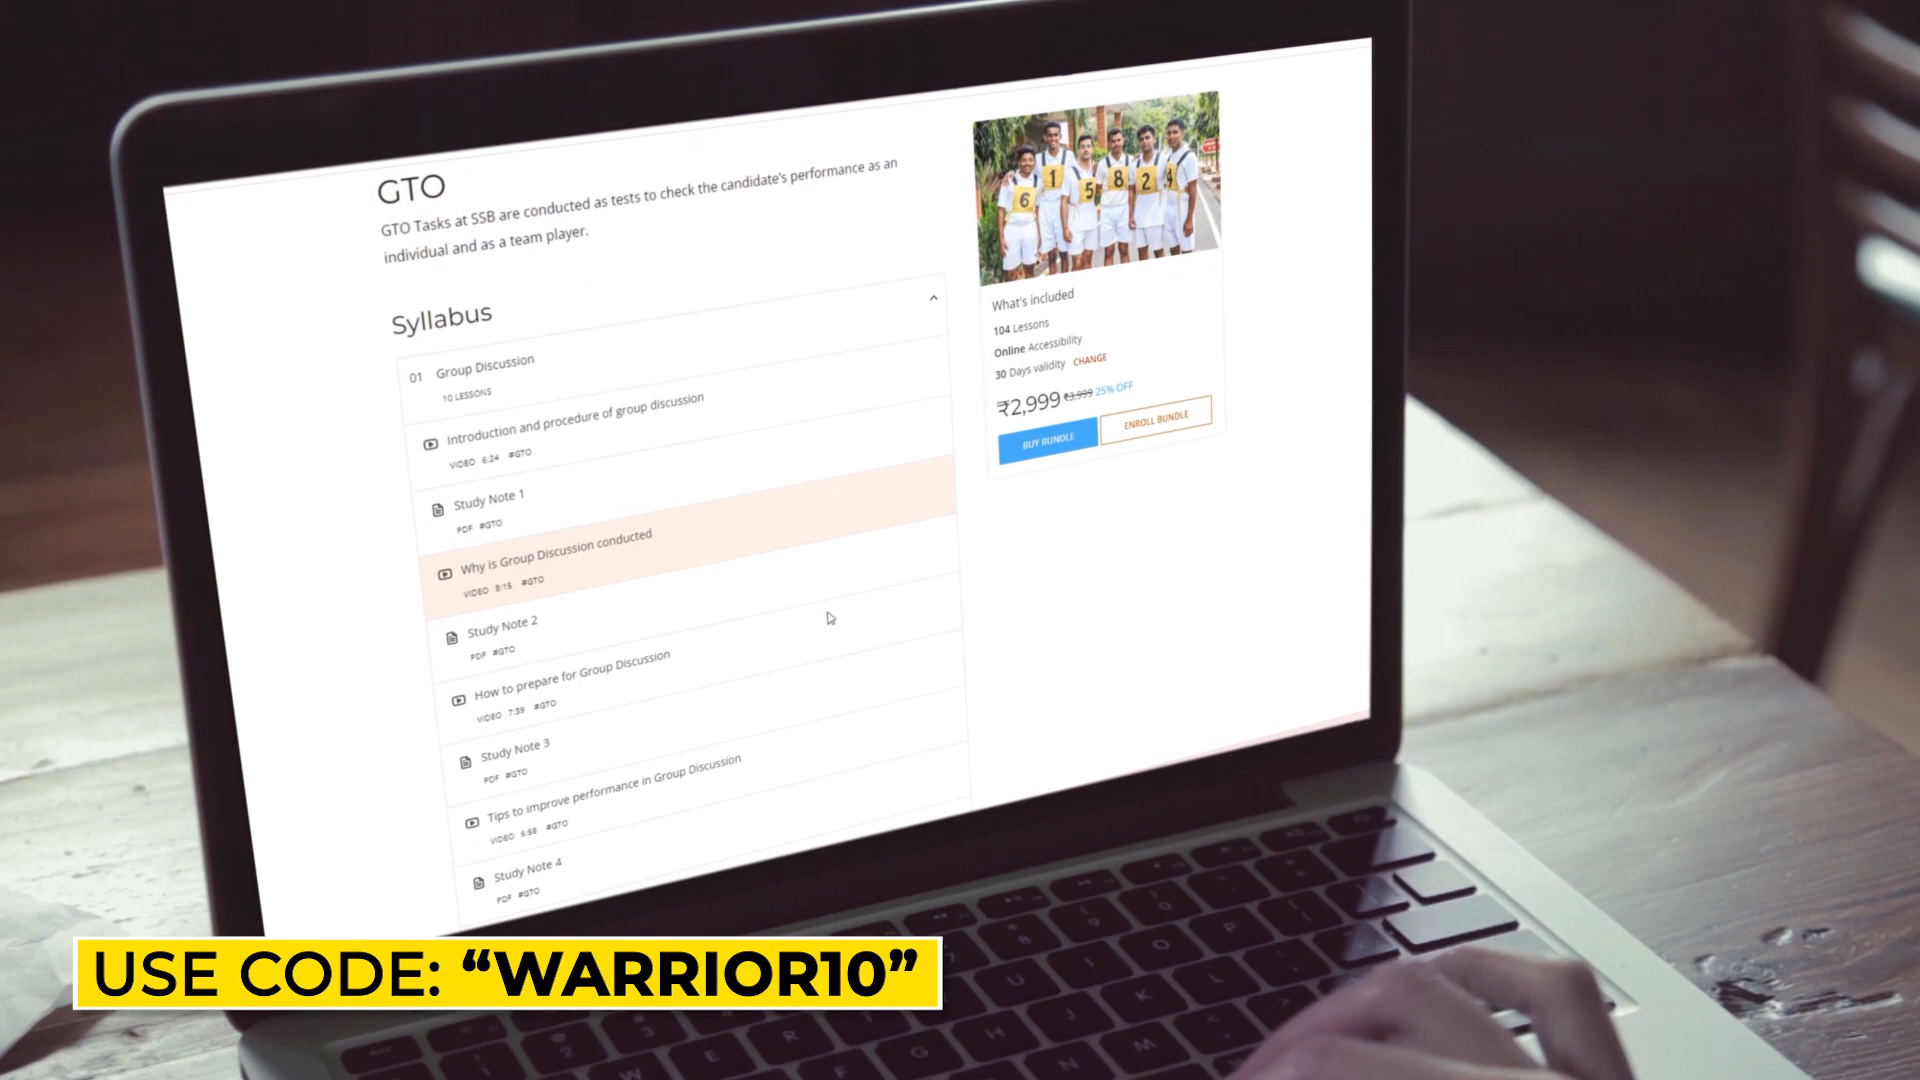 GTO
GTO Tasks at SSB are conducted as tests to check the candidate's performance as an
individual and as a team player.
Syllabus
01 Group Discussion
10 LESSONS
Introduction and procedure of group discussion
VIDEO 6:24 #GTO
Study Note 1
PDF #GTO
Why is Group Discussion conducted
VIDEO 8:15 #GTO
Study Note 2
PDF #GTO
How to prepare for Group Discussion
VIDEO 7:39 #GTO
Study Note 3
PDF #GTO
Tips to improve performance in Group Discussion
VIDEO 6:58 #GTO
Study Note 4
PDF #GTO
6 1 5 8 2 4
What's included
104 Lessons
Online Accessibility
30 Days validity CHANGE
₹2,999 ₹3,999 25% OFF
BUY BUNDLE ENROLL BUNDLE
USE CODE: “WARRIOR10”